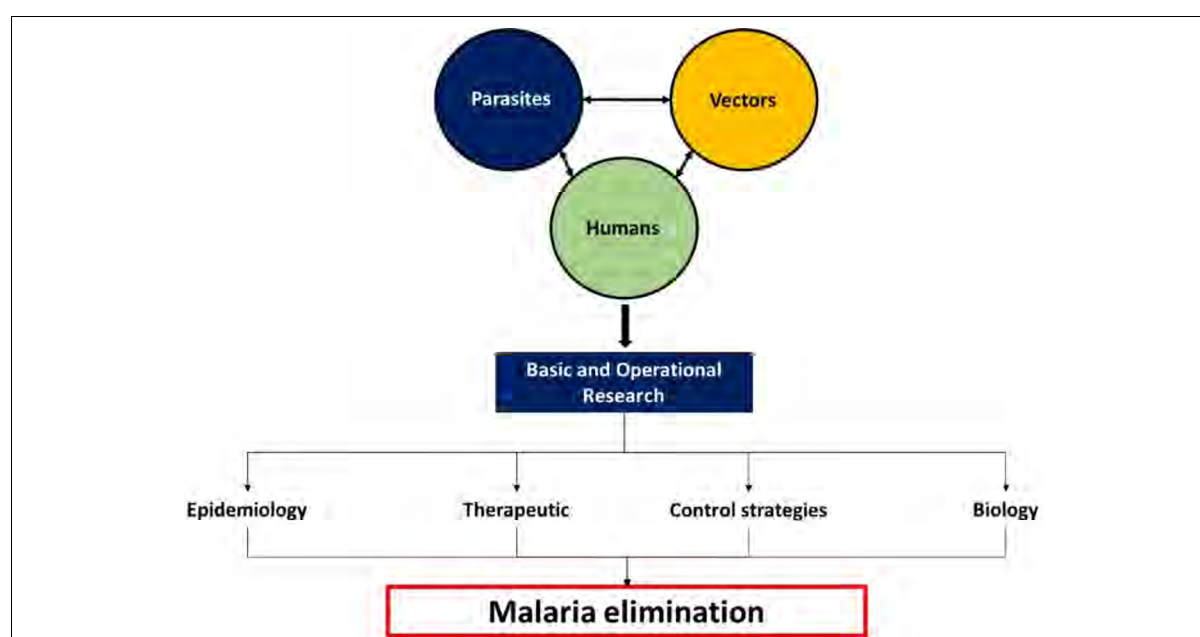 Parasites
Vectors
Humans
Basic and Operational
Research
Epidemiology
Therapeutic
Control strategies
Biology
Malaria elimination